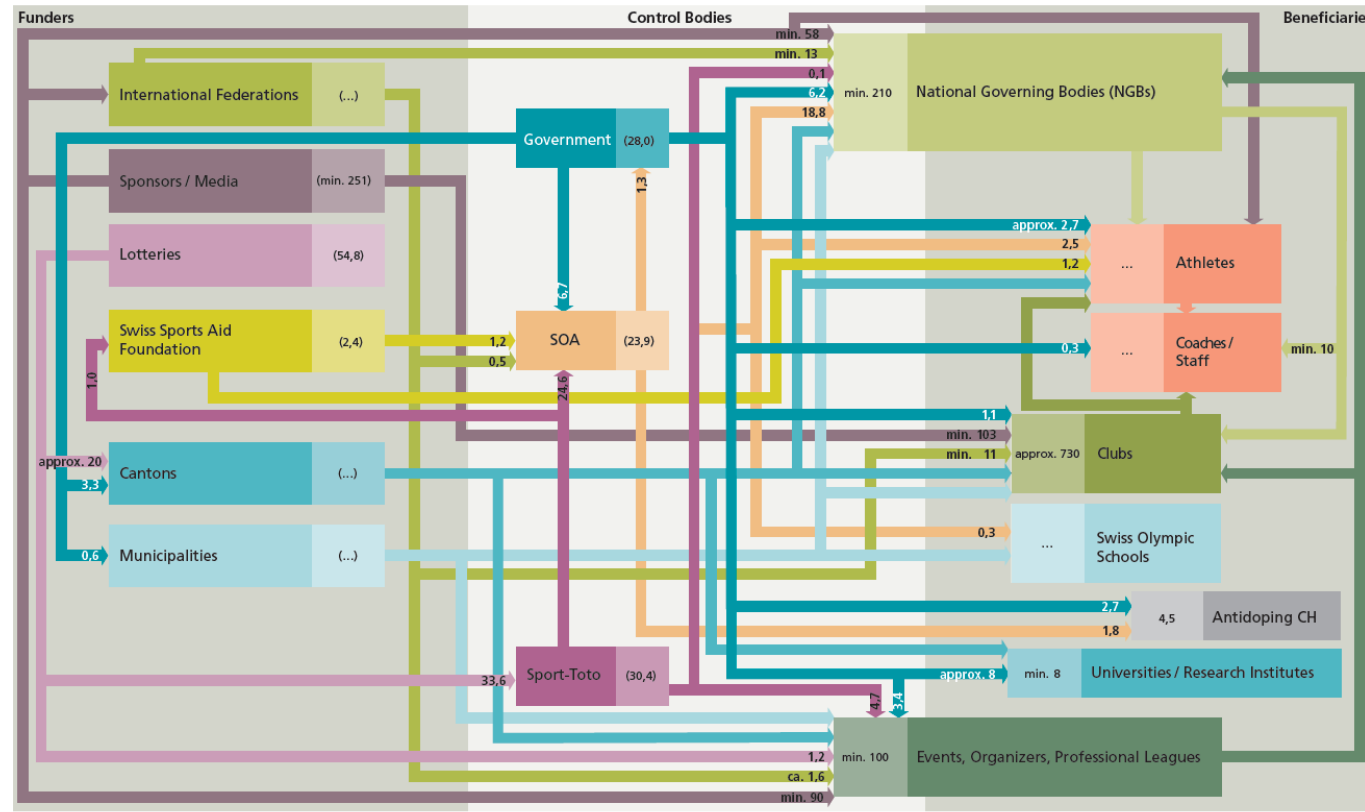 Funders
Control Bodies
Beneficiarie
min. 58
min. 13
0,1
6,2
18,8
min. 210
National Governing Bodies (NGBs)
International Federations
(...)
Government
(28,0)
1,3
Sponsors / Media
(min. 251)
Lotteries
(54,8)
approx. 2,7
2,5
1,2
...
Athletes
6,7
Swiss Sports Aid
Foundation
(2,4)
1,2
0,5
SOA
(23,9)
1,0
24,6
0,3
...
Coaches /
Staff
min. 10
1,1
min. 103
min. 11
approx. 730
Clubs
approx. 20
3,3
Cantons
(...)
0,6
Municipalities
(...)
0,3
...
Swiss Olympic
Schools
2,7
1,8
4,5
Antidoping CH
33,6
Sport-Toto
(30,4)
approx. 8
min. 8
Universities / Research Institutes
4,7
3,4
1,2
ca. 1,6
min. 90
min. 100
Events, Organizers, Professional Leagues